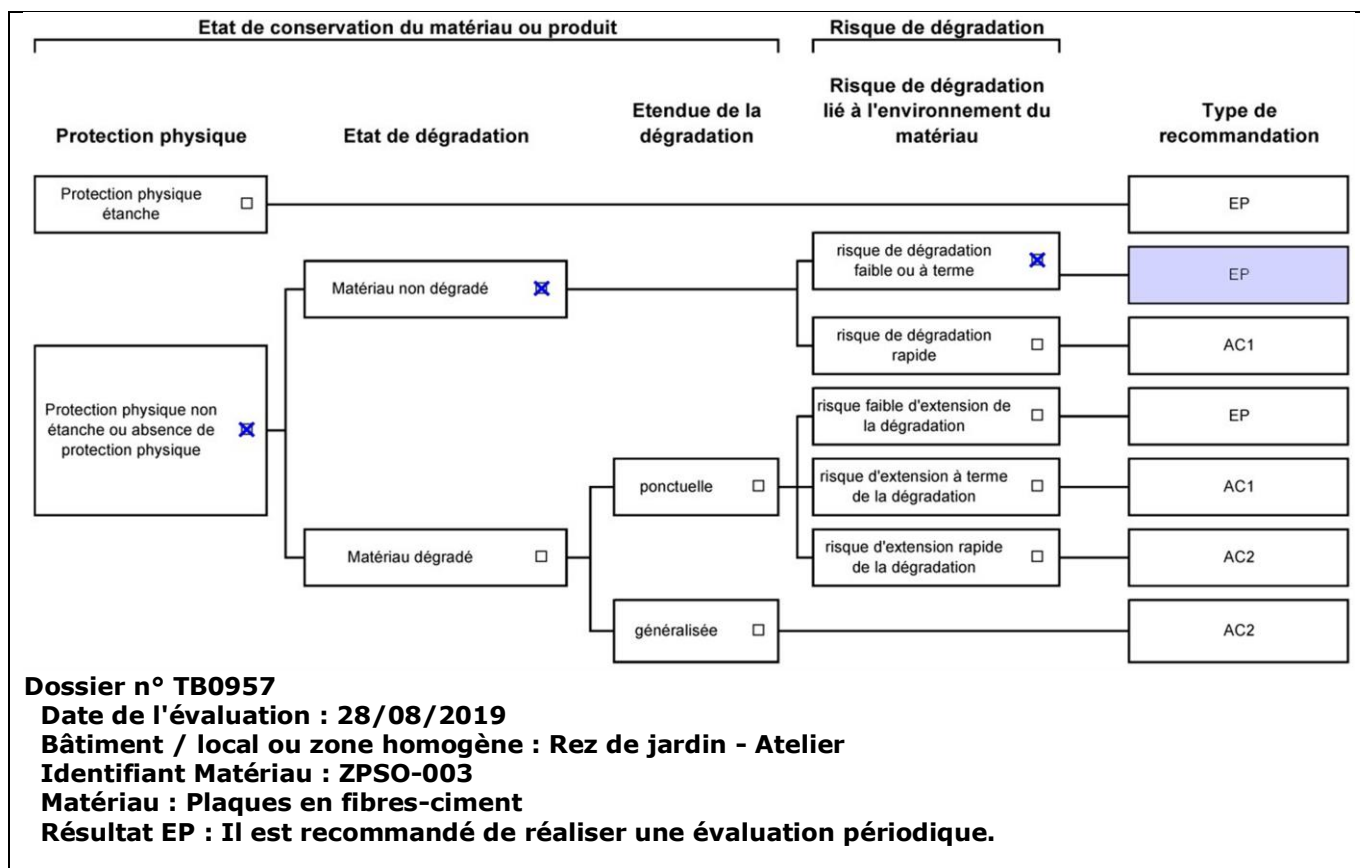 Etat de conservation du matériau ou produit
Risque de dégradation
Protection physique
Etat de dégradation
Etendue de la
dégradation
Risque de dégradation
lié à l'environnement du
matériau
Type de
recommandation
Protection physique
étanche
EP
risque de dégradation
faible ou à terme
EP
Matériau non dégradé
risque de dégradation
rapide
AC1
Protection physique non
étanche ou absence de
protection physique
risque faible d'extension de
la dégradation
EP
ponctuelle
risque d'extension à terme
de la dégradation
AC1
Matériau dégradé
risque d'extension rapide
de la dégradation
AC2
généralisée
AC2
Dossier n° TB0957
Date de l'évaluation : 28/08/2019
Bâtiment / local ou zone homogène : Rez de jardin - Atelier
Identifiant Matériau : ZPSO-003
Matériau : Plaques en fibres-ciment
Résultat EP : Il est recommandé de réaliser une évaluation périodique.